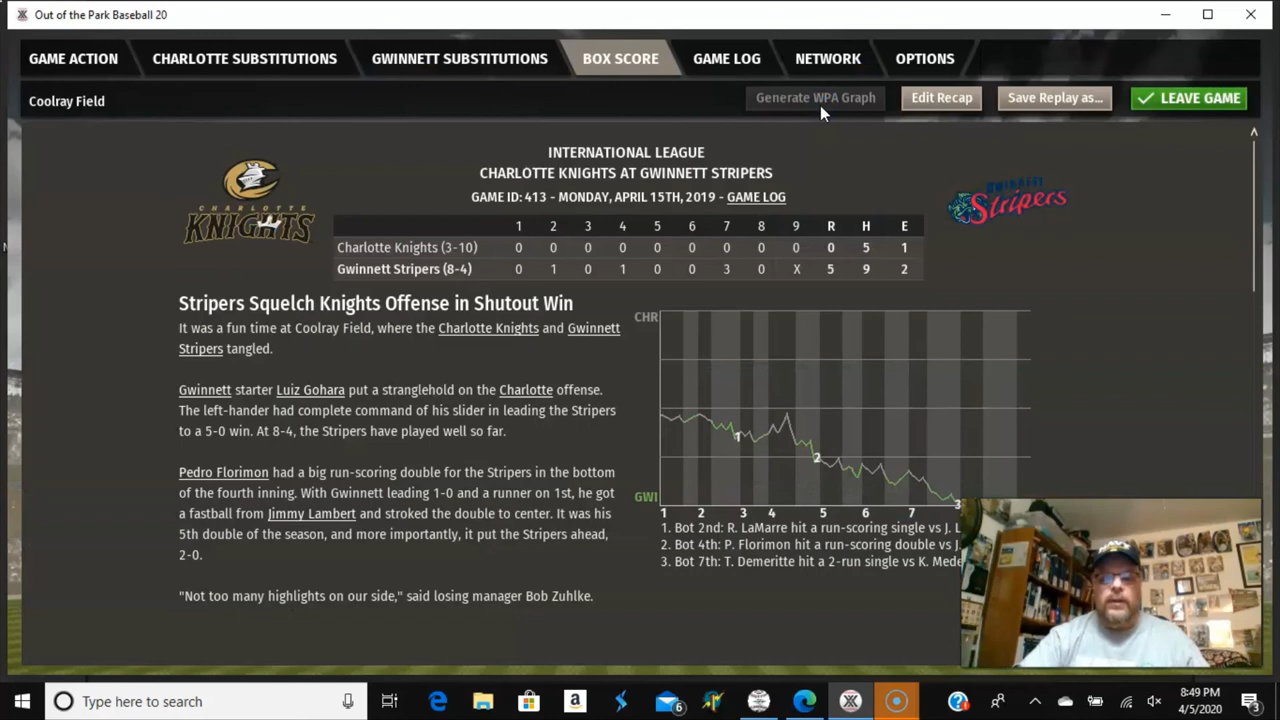 Out of the Park Baseball 20
GAME ACTION CHARLOTTE SUBSTITUTIONS GWINNETT SUBSTITUTIONS BOX SCORE GAME LOG NETWORK OPTIONS
Coolray Field Generate WPA Graph Edit Recap Save Replay as... LEAVE GAME
INTERNATIONAL LEAGUE
CHARLOTTE KNIGHTS AT GWINNETT STRIPERS
GAME ID: 413 - MONDAY, APRIL 15TH, 2019 - GAME LOG
CHARLOTTE
KNIGHTS
GWINNETT
Stripers
1 2 3 4 5 6 7 8 9 R H E
Charlotte Knights (3-10) 0 0 0 0 0 0 0 0 0 0 5 1
Gwinnett Stripers (8-4) 0 1 0 1 0 0 3 0 X 5 9 2
Stripers Squelch Knights Offense in Shutout Win
It was a fun time at Coolray Field, where the Charlotte Knights and Gwinnett
Stripers tangled.
Gwinnett starter Luiz Gohara put a stranglehold on the Charlotte offense.
The left-hander had complete command of his slider in leading the Stripers
to a 5-0 win. At 8-4, the Stripers have played well so far.
Pedro Florimon had a big run-scoring double for the Stripers in the bottom
of the fourth inning. With Gwinnett leading 1-0 and a runner on 1st, he got
a fastball from Jimmy Lambert and stroked the double to center. It was his
5th double of the season, and more importantly, it put the Stripers ahead,
2-0.
"Not too many highlights on our side," said losing manager Bob Zuhlke.
CHR
1
2
GWI 3
1 2 3 4 5 6 7
1. Bot 2nd: R. LaMarre hit a run-scoring single vs J. L
2. Bot 4th: P. Florimon hit a run-scoring double vs J.
3. Bot 7th: T. Demeritte hit a 2-run single vs K. Mede
Type here to search
6
8:49 PM
4/5/2020
3